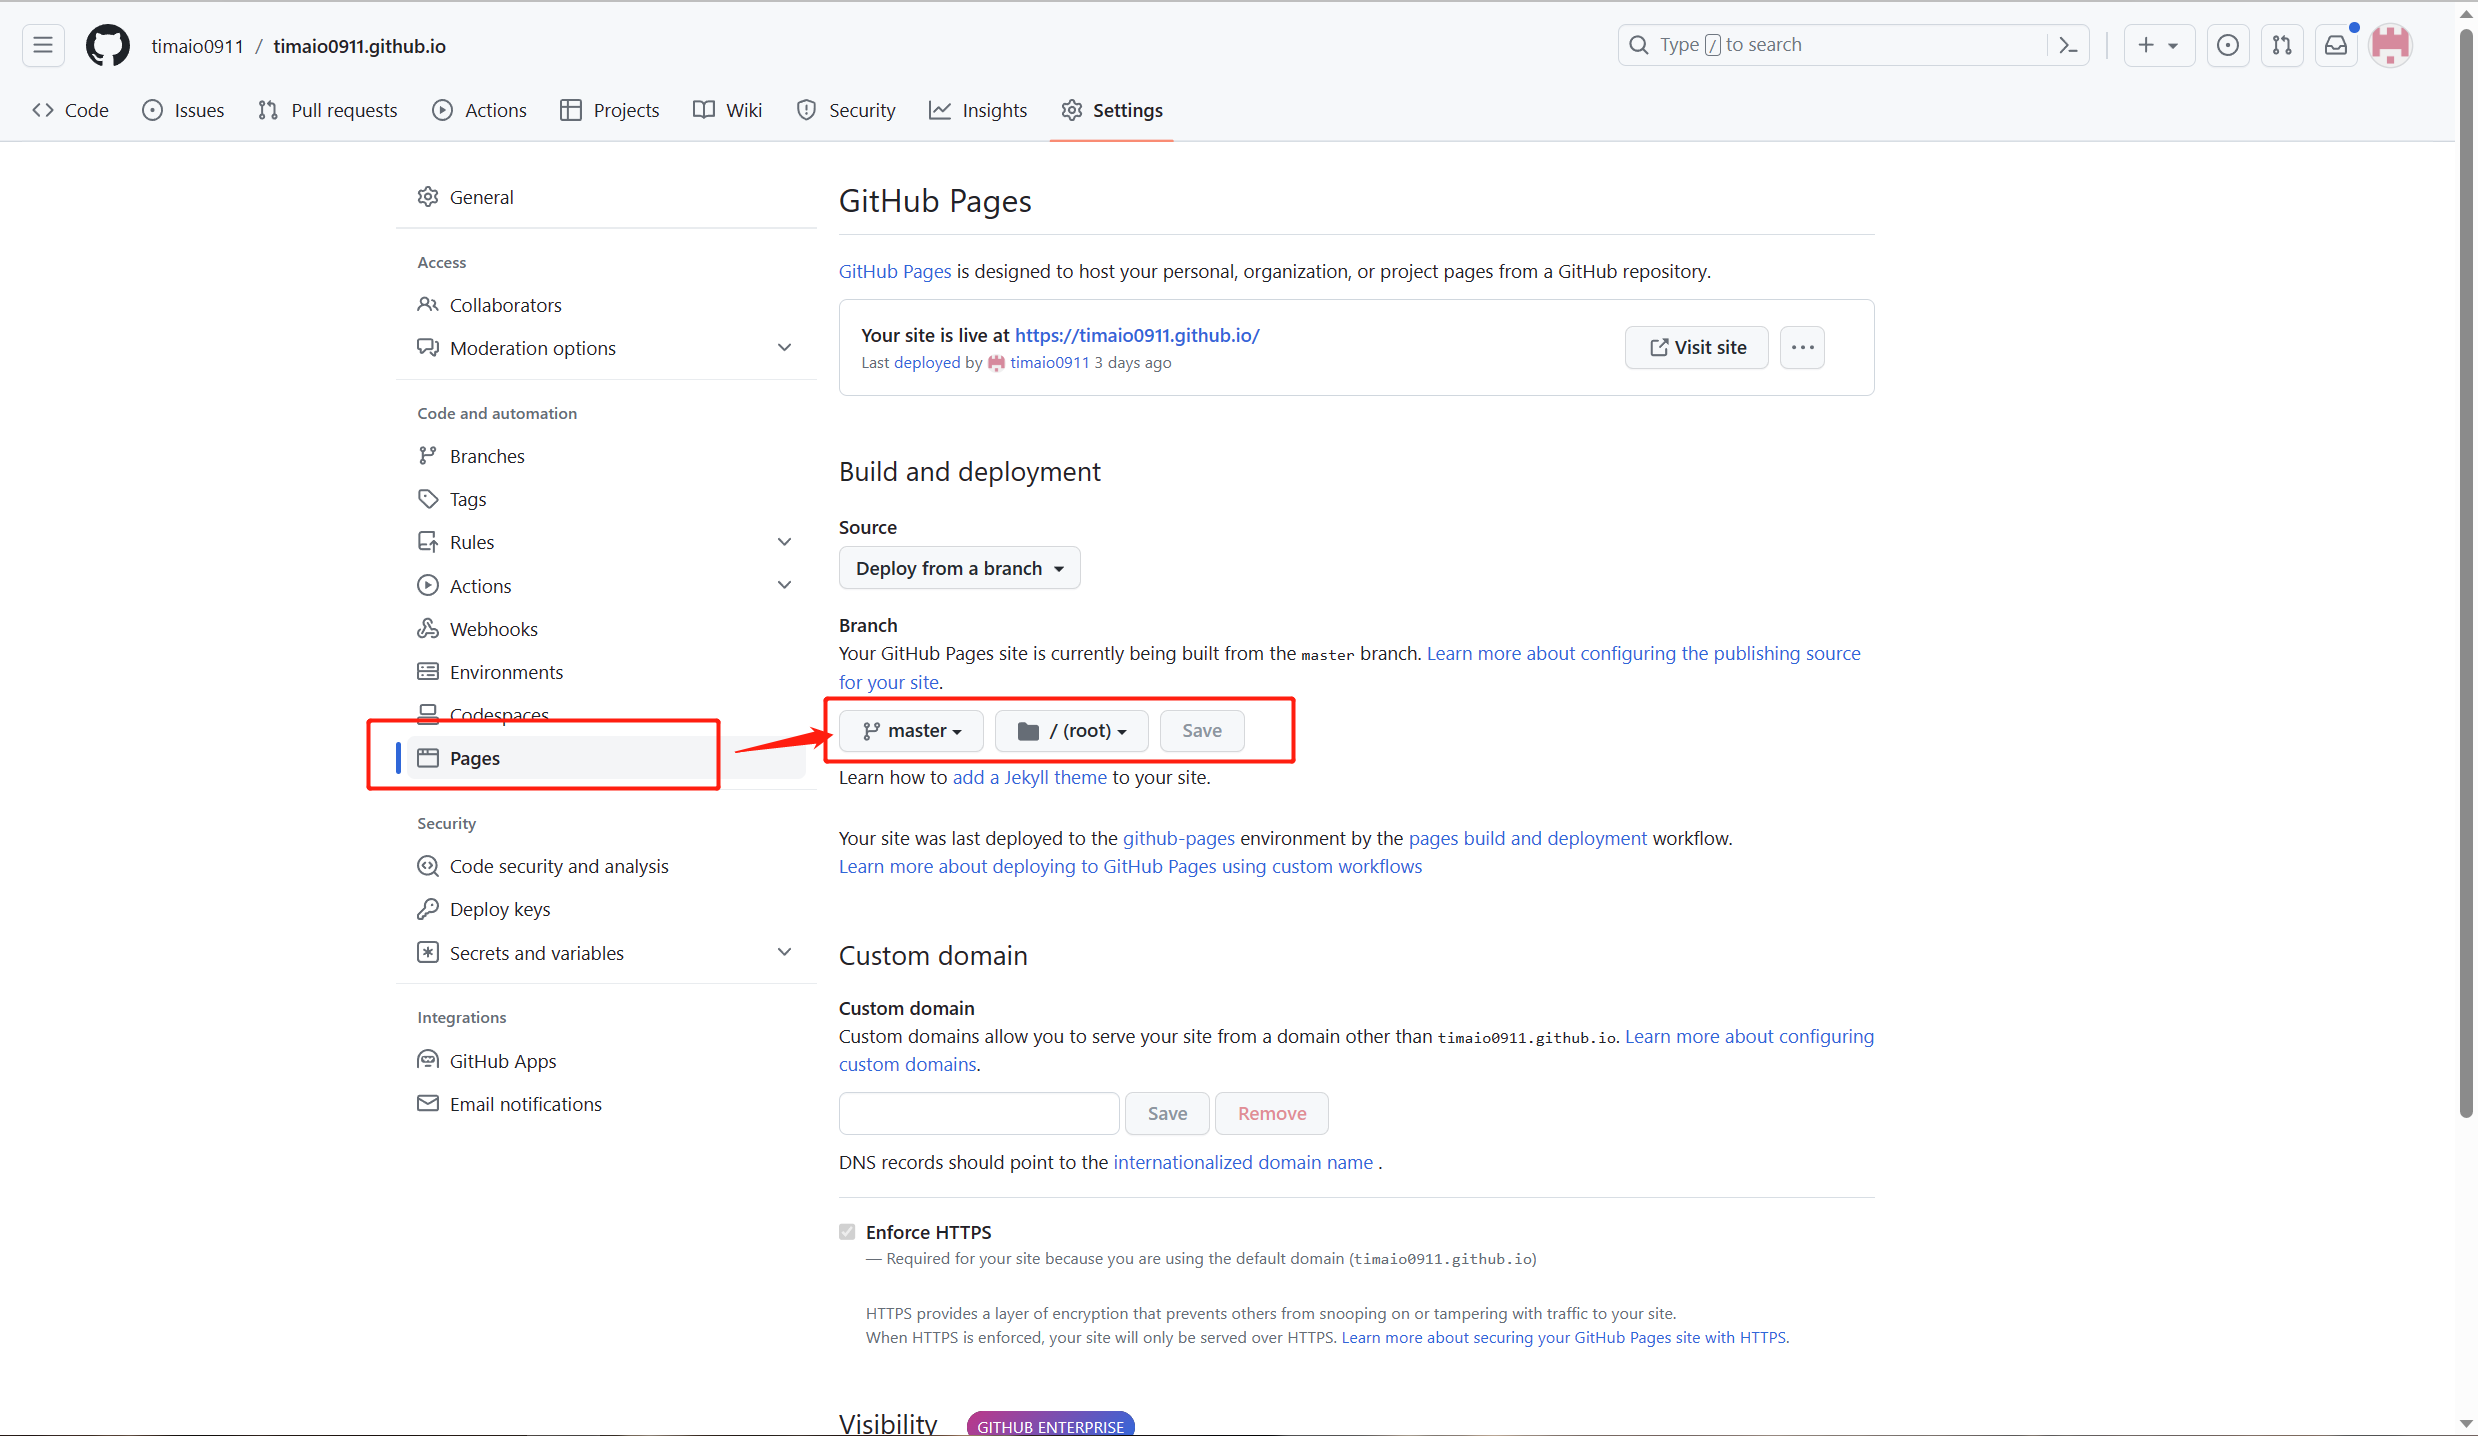 timaio0911 / timaio0911.github.io
Type / to search
Code Issues Pull requests Actions Projects Wiki Security Insights Settings
General
Access
Collaborators
Moderation options
Code and automation
Branches
Tags
Rules
Actions
Webhooks
Environments
Codespaces
Pages
Security
Code security and analysis
Deploy keys
Secrets and variables
Integrations
GitHub Apps
Email notifications
GitHub Pages
GitHub Pages is designed to host your personal, organization, or project pages from a GitHub repository.
Your site is live at https://timaio0911.github.io/
Last deployed by timaio0911 3 days ago
Visit site
Build and deployment
Source
Deploy from a branch
Branch
Your GitHub Pages site is currently being built from the master branch. Learn more about configuring the publishing source
for your site.
master / (root) Save
Learn how to add a Jekyll theme to your site.
Your site was last deployed to the github-pages environment by the pages build and deployment workflow.
Learn more about deploying to GitHub Pages using custom workflows
Custom domain
Custom domain
Custom domains allow you to serve your site from a domain other than timaio0911.github.io. Learn more about configuring
custom domains.
Save Remove
DNS records should point to the internationalized domain name .
Enforce HTTPS
— Required for your site because you are using the default domain (timaio0911.github.io)
HTTPS provides a layer of encryption that prevents others from snooping on or tampering with traffic to your site.
When HTTPS is enforced, your site will only be served over HTTPS. Learn more about securing your GitHub Pages site with HTTPS.
Visibility GITHUB ENTERPRISE